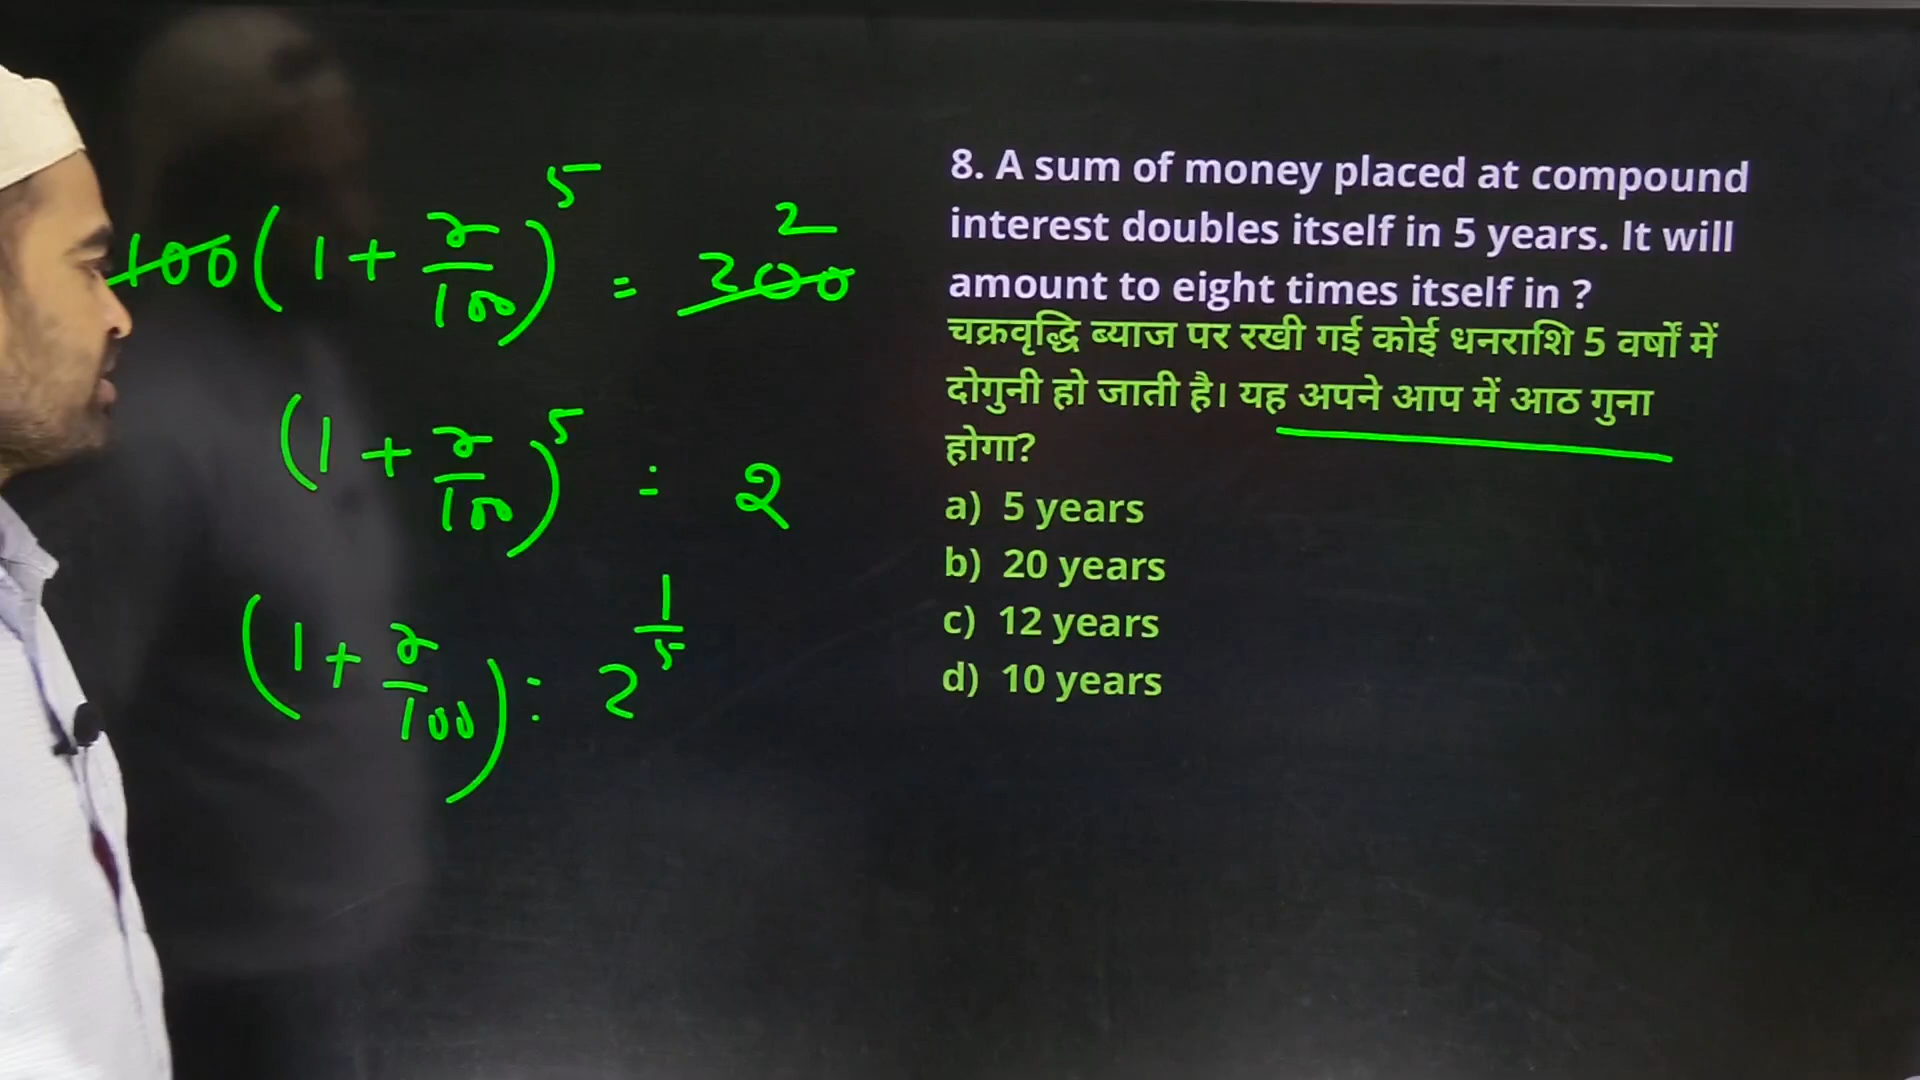 100 ( 1 + r/100 )^5 = 200 2
( 1 + r/100 )^5 = 2
( 1 + r/100 ) = 2^1/5
8. A sum of money placed at compound
interest doubles itself in 5 years. It will
amount to eight times itself in ?
चक्रवृद्धि ब्याज पर रखी गई कोई धनराशि 5 वर्षों में
दोगुनी हो जाती है। यह अपने आप में आठ गुना
होगा?
a) 5 years
b) 20 years
c) 12 years
d) 10 years